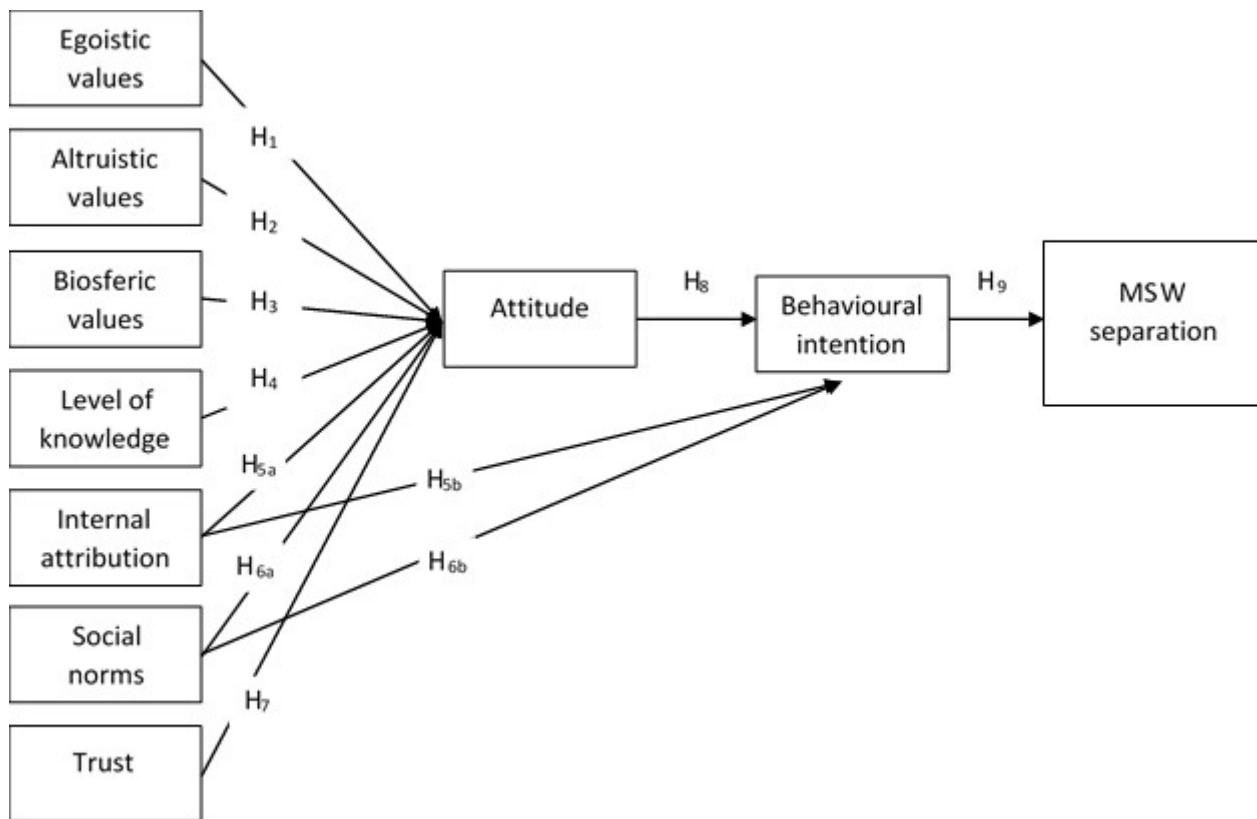 Egoistic
values
H1
Altruistic
values
H2
Biosferic
values
H3
Attitude
H8
Behavioural
intention
H9
MSW
separation
Level of
knowledge
H4
Internal
attribution
H5a
H5b
Social
norms
H6a
H6b
Trust
H7